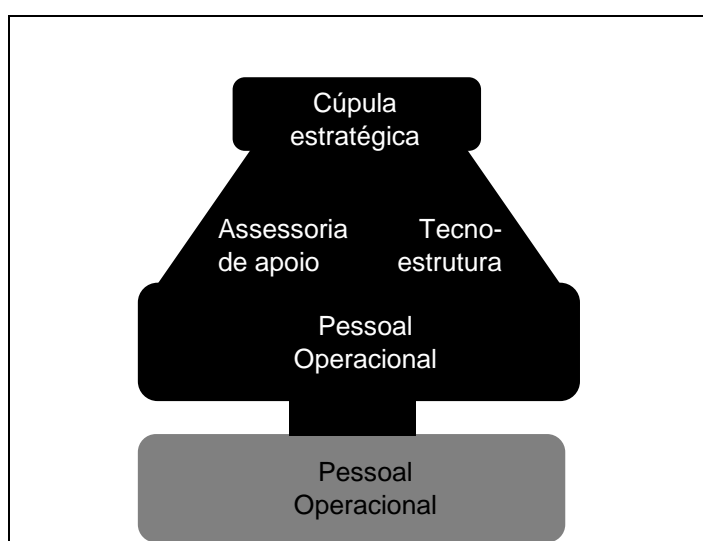 Cúpula
estratégica
Assessoria
de apoio
Tecno-
estrutura
Pessoal
Operacional
Pessoal
Operacional